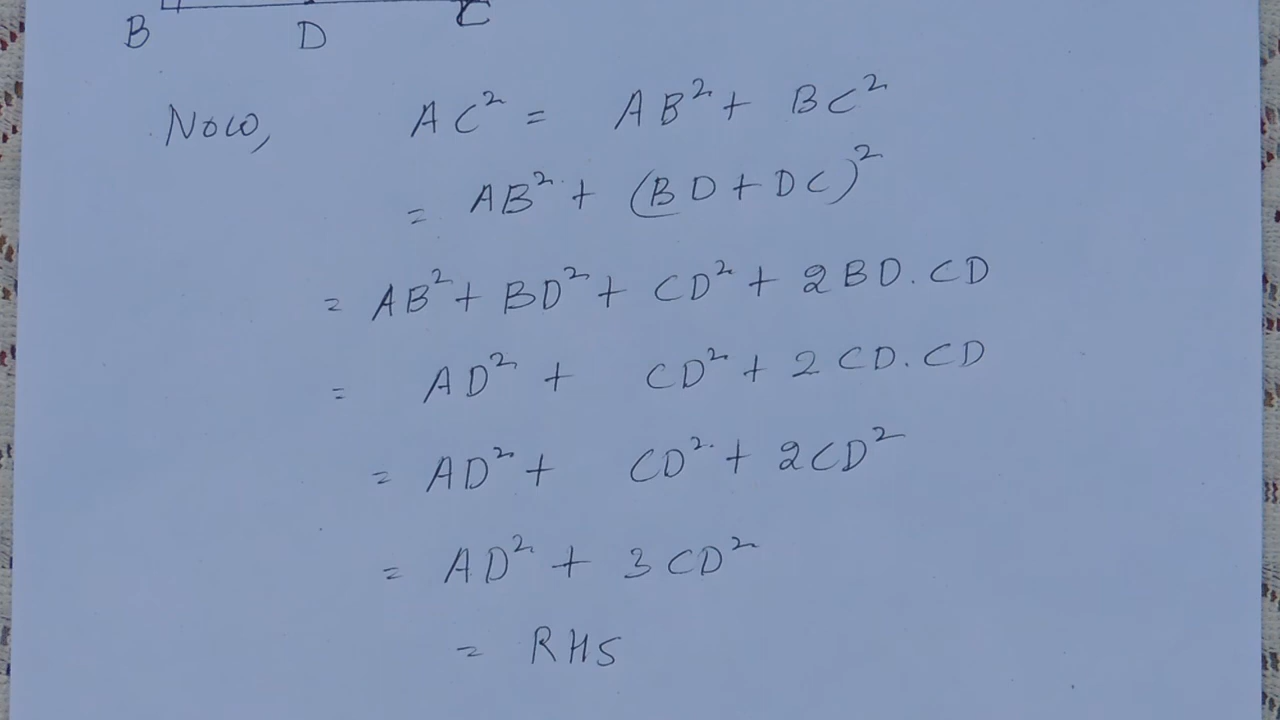 B D C
Now, AC² = AB² + BC²
= AB² + (BD + DC)²
= AB² + BD² + CD² + 2BD.CD
= AD² + CD² + 2CD.CD
= AD² + CD² + 2CD²
= AD² + 3CD²
= RHS